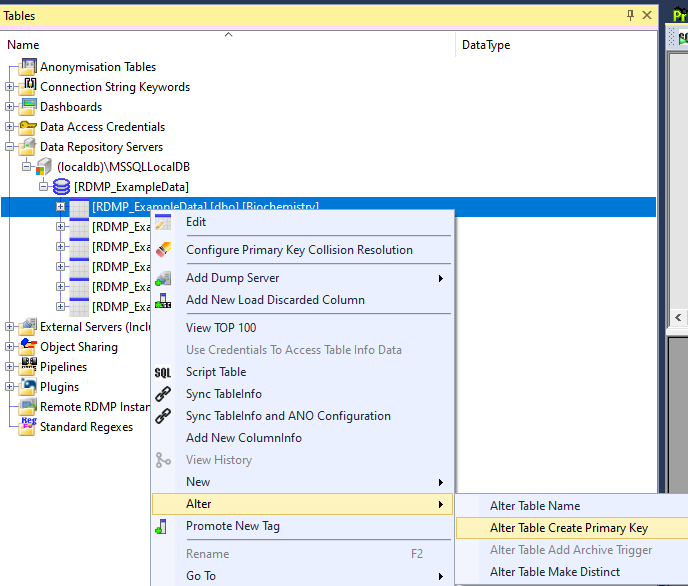 Tables
Name
DataType
Anonymisation Tables
Connection String Keywords
Dashboards
Data Access Credentials
Data Repository Servers
(localdb)\MSSQLLocalDB
[RDMP_ExampleData]
[RDMP_ExampleData].[dbo].[Biochemistry]
[RDMP_Exa
[RDMP_Exa
[RDMP_Exa
[RDMP_Exa
[RDMP_Exa
External Servers (Inclu
Object Sharing
Pipelines
Plugins
Remote RDMP Instan
Standard Regexes
Edit
Configure Primary Key Collision Resolution
Add Dump Server
Add New Load Discarded Column
View TOP 100
Use Credentials To Access Table Info Data
SQL Script Table
Sync TableInfo
Sync TableInfo and ANO Configuration
Add New ColumnInfo
View History
New
Alter
Promote New Tag
Rename F2
Go To
Alter Table Name
Alter Table Create Primary Key
Alter Table Add Archive Trigger
Alter Table Make Distinct